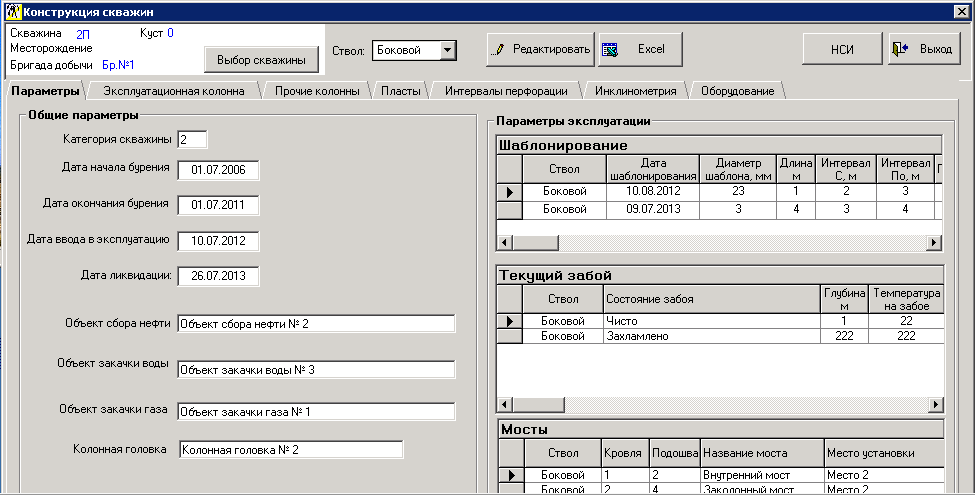 Конструкция скважин
Скважина 2П Куст 0
Месторождение
Бригада добычи Бр.№1
Выбор скважины
Ствол: Боковой
Редактировать
Excel
НСИ
Выход
Параметры Эксплуатационная колонна Прочие колонны Пласты Интервалы перфорации Инклинометрия Оборудование
Общие параметры
Категория скважины 2
Дата начала бурения 01.07.2006
Дата окончания бурения 01.07.2011
Дата ввода в эксплуатацию 10.07.2012
Дата ликвидации: 26.07.2013
Объект сбора нефти Объект сбора нефти № 2
Объект закачки воды Объект закачки воды № 3
Объект закачки газа Объект закачки газа № 1
Колонная головка Колонная головка № 2
Параметры эксплуатации
Шаблонирование
Ствол Дата шаблонирования Диаметр шаблона, мм Длина м Интервал С, м Интервал По, м
Боковой 10.08.2012 23 1 2 3
Боковой 09.07.2013 3 4 3 4
Текущий забой
Ствол Состояние забоя Глубина м Температура на забое
Боковой Чисто 1 22
Боковой Захламлено 222 222
Мосты
Ствол Кровля Подошва Название моста Место установки
Боковой 1 2 Внутренний мост Место 2
Боковой 2 4 Заколонный мост Место 2